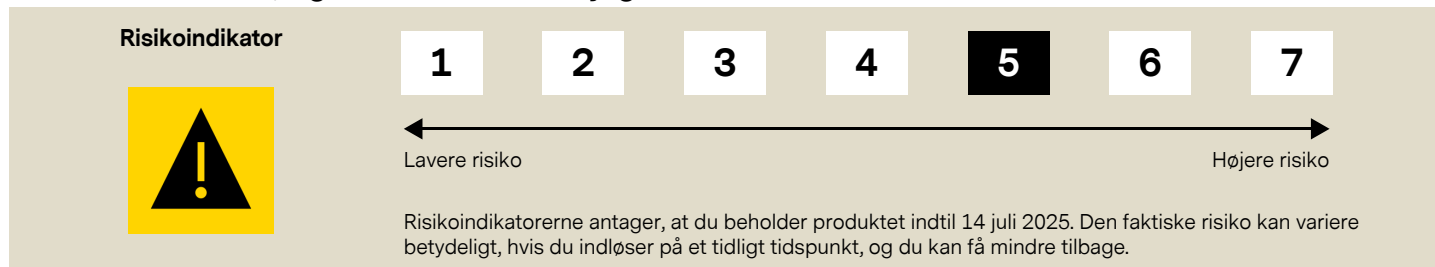 Risikoindikator
1 2 3 4 5 6 7
Lavere risiko Højere risiko
Risikoindikatorerne antager, at du beholder produktet indtil 14 juli 2025. Den faktiske risiko kan variere
betydeligt, hvis du indløser på et tidligt tidspunkt, og du kan få mindre tilbage.